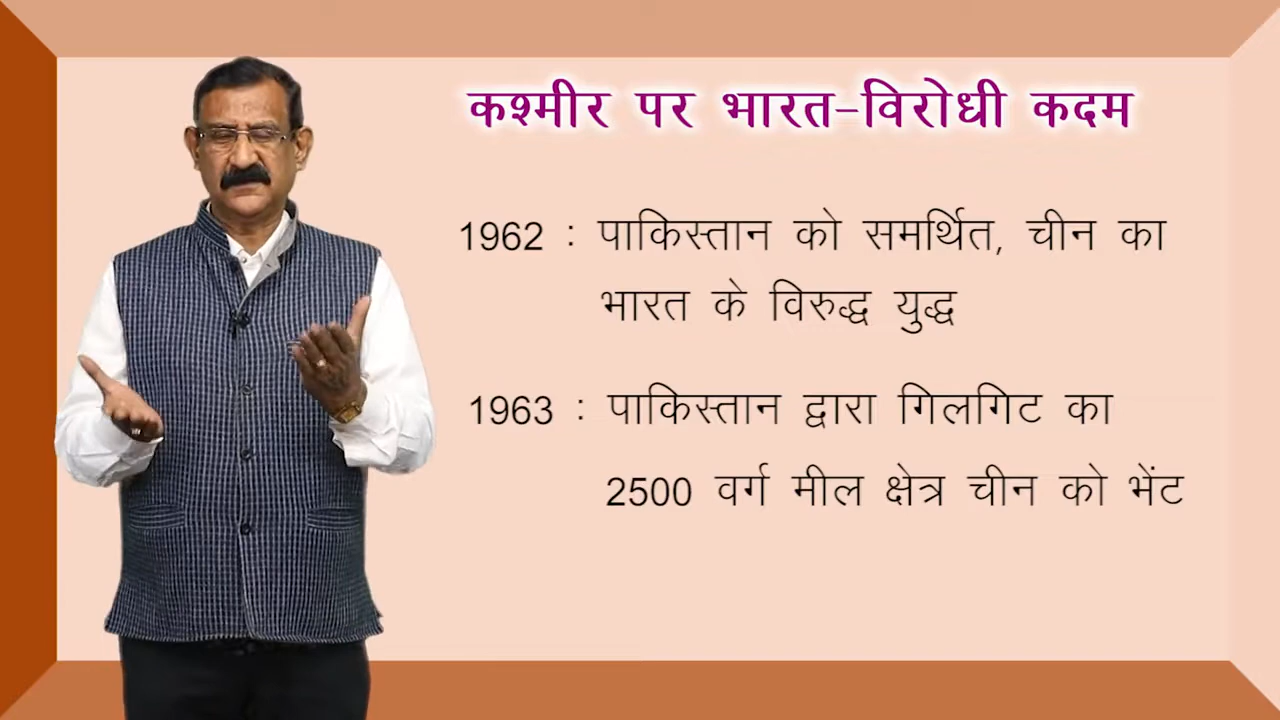 कश्मीर पर भारत-विरोधी कदम
1962 : पाकिस्तान को समर्थित, चीन का
भारत के विरुद्ध युद्ध
1963 : पाकिस्तान द्वारा गिलगिट का
2500 वर्ग मील क्षेत्र चीन को भेंट